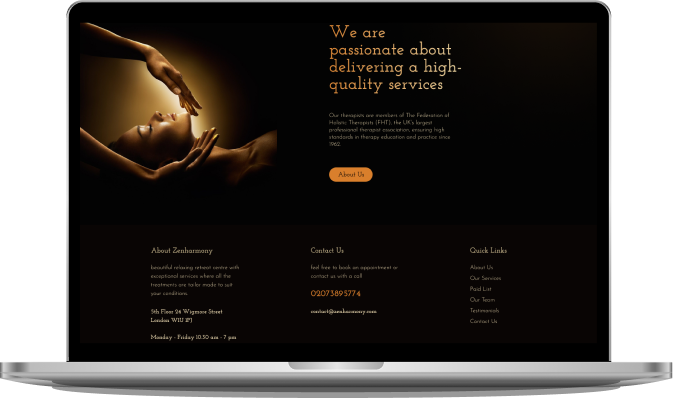 We are
passionate about
delivering a high-
quality services
Our therapists are members of The Federation of
Holistic Therapists (FHT), the UK's largest
professional therapist association, ensuring high
standards in therapy education and practice since
1962.
About Us
About Zenharmony
beautiful relaxing retreat centre with
exceptional services where all the
treatments are tailor made to suit
your conditions.
5th Floor 26 Wigmore Street
London W1U 1PJ
Monday - Friday 10:30 am - 7 pm
Contact Us
feel free to book an appointment or
contact us with a call
02073895774
contact@zenharmony.com
Quick Links
About Us
Our Services
Paid List
Our Team
Testimonials
Contact Us